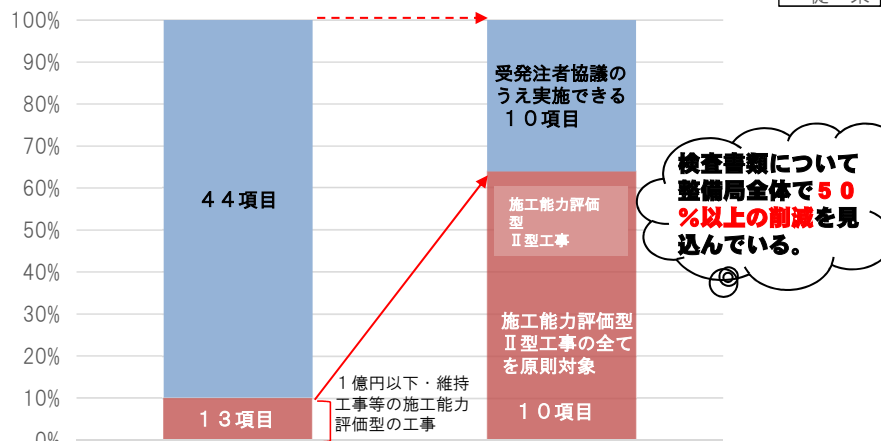 100%
90%
80%
70%
60%
50%
40%
30%
20%
10%
0%
４４項目
１３項目
１億円以下・維持
工事等の施工能力
評価型の工事
受発注者協議の
うえ実施できる
１０項目
施工能力評価
型
Ⅱ型工事
施工能力評価型
Ⅱ型工事の全て
を原則対象
１０項目
検査書類について
整備局全体で５０
％以上の削減を見
込んでいる。